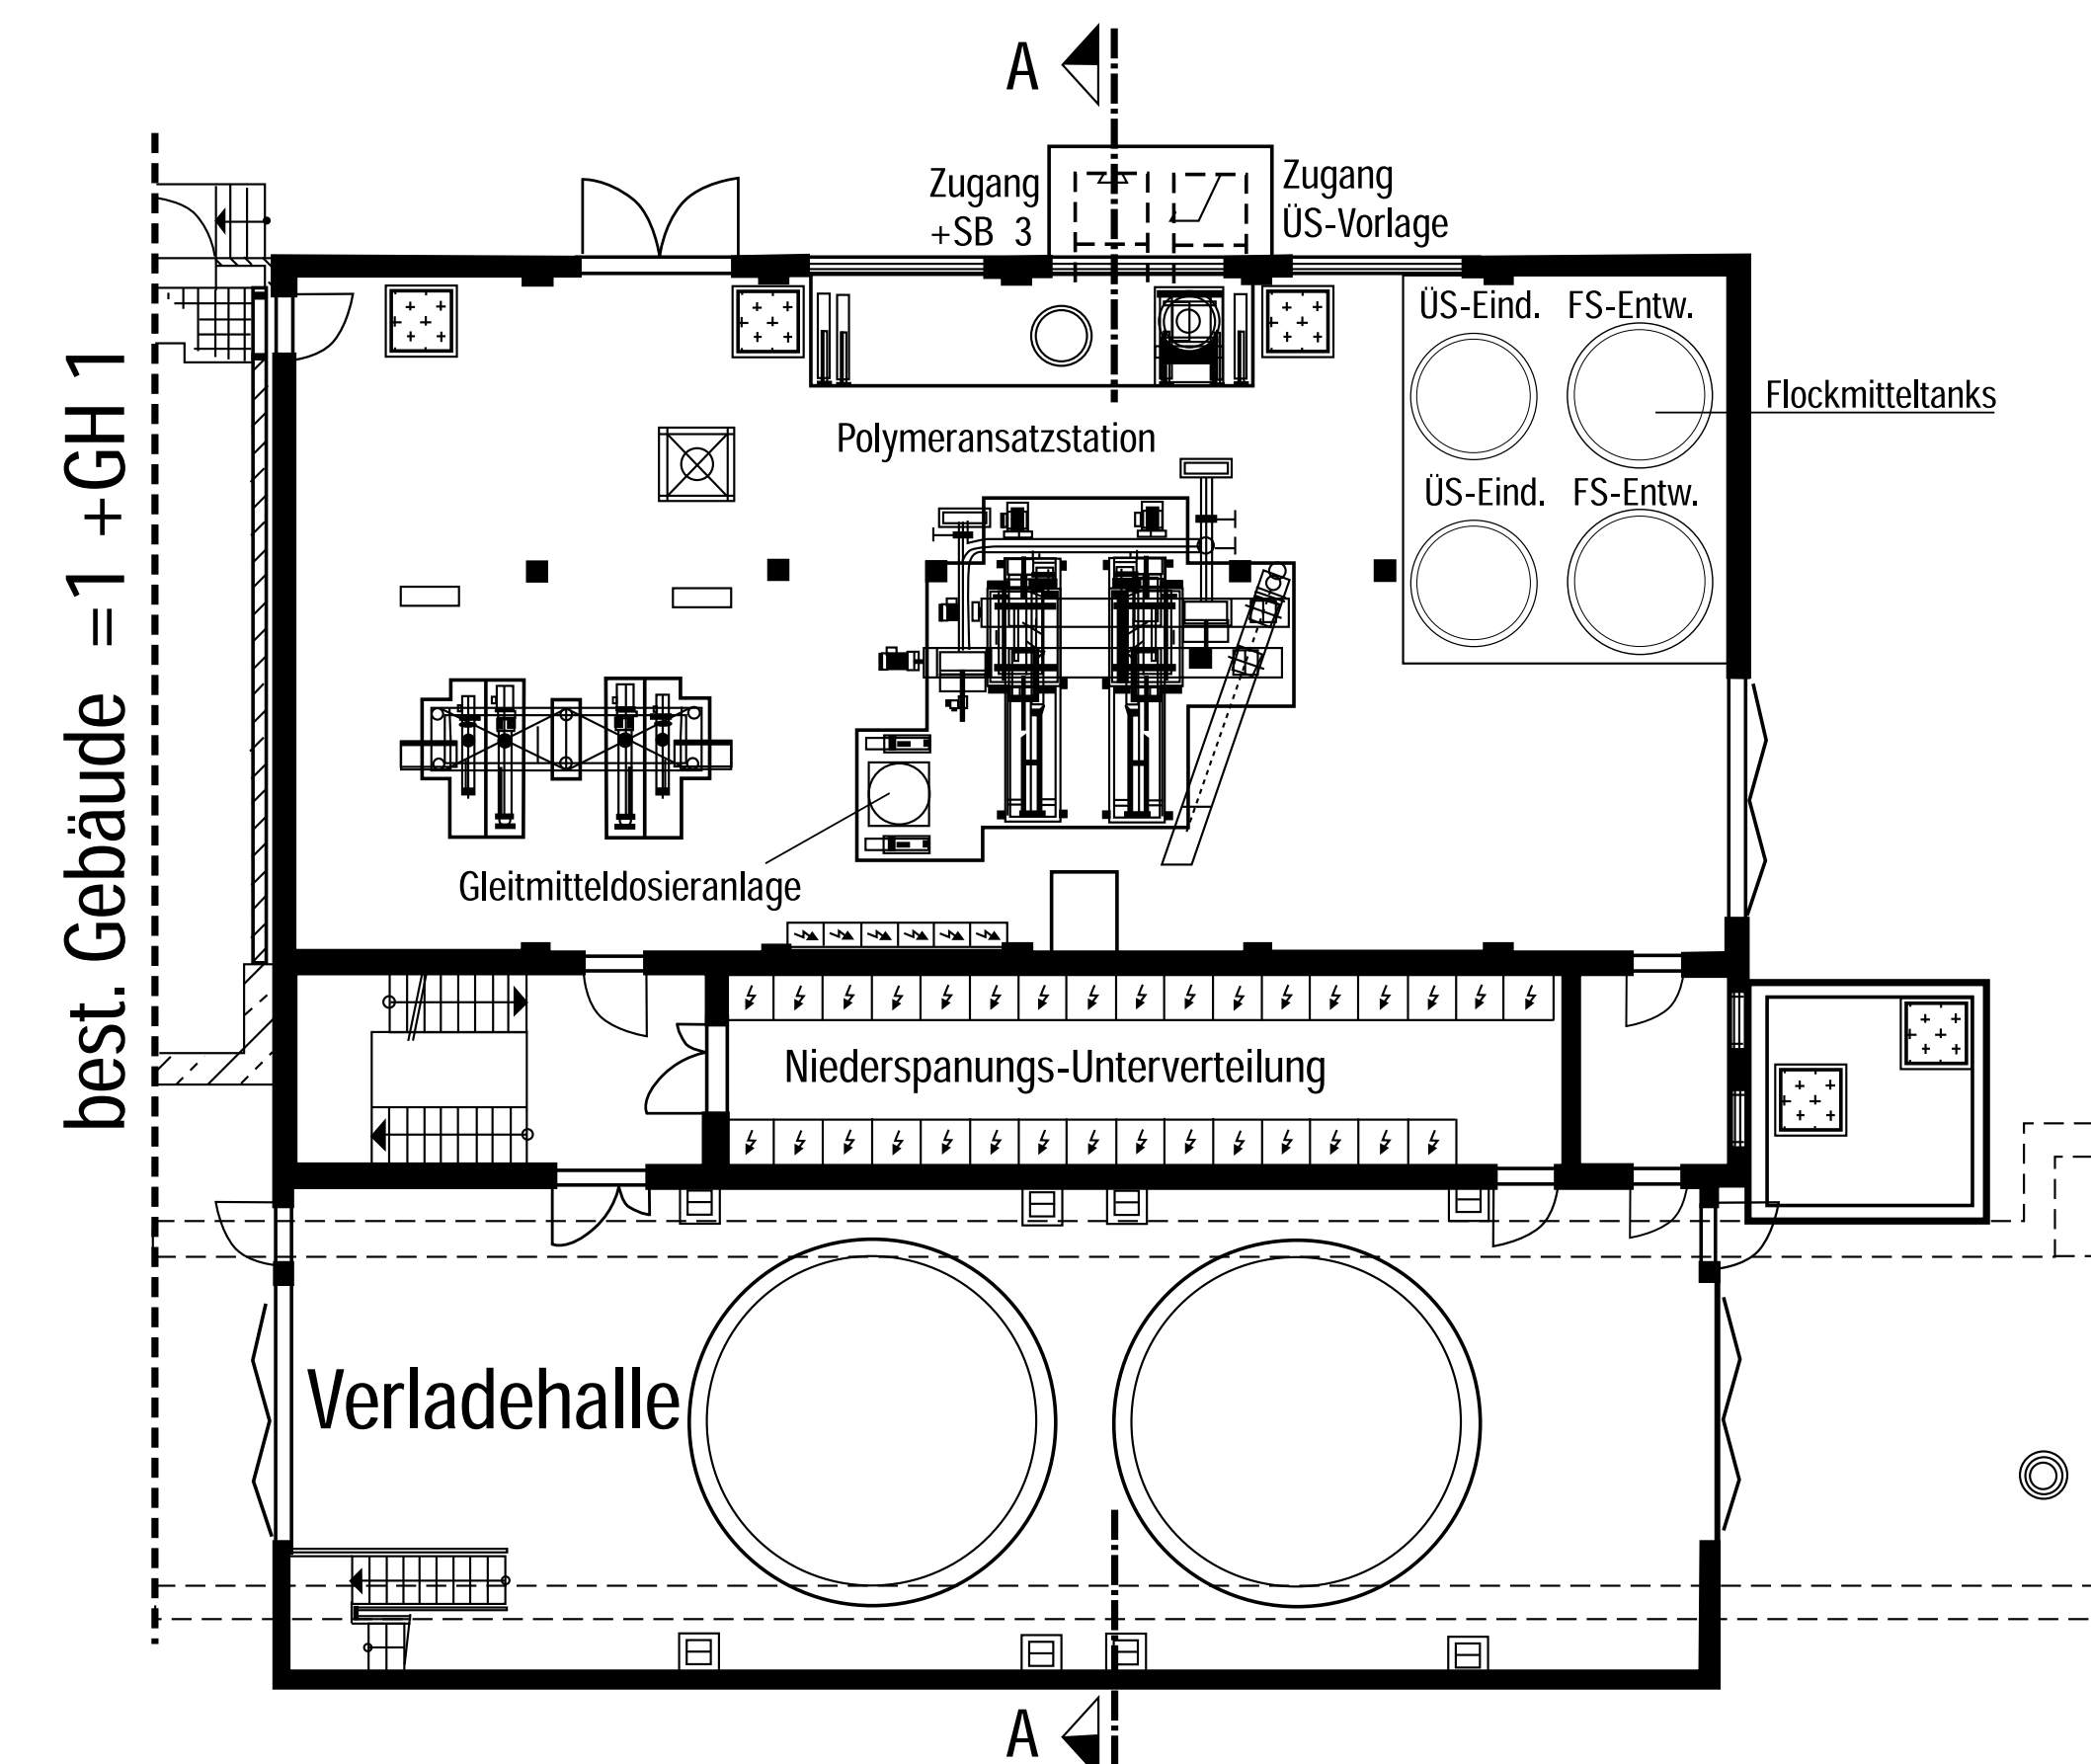 A
Zugang
+SB 3
Zugang
ÜS-Vorlage
ÜS-Eind. FS-Entw.
Flockmitteltanks
Polymeransatzstation
ÜS-Eind. FS-Entw.
best. Gebäude =1 +GH 1
Gleitmitteldosieranlage
Niederspanungs-Unterverteilung
Verladehalle
A